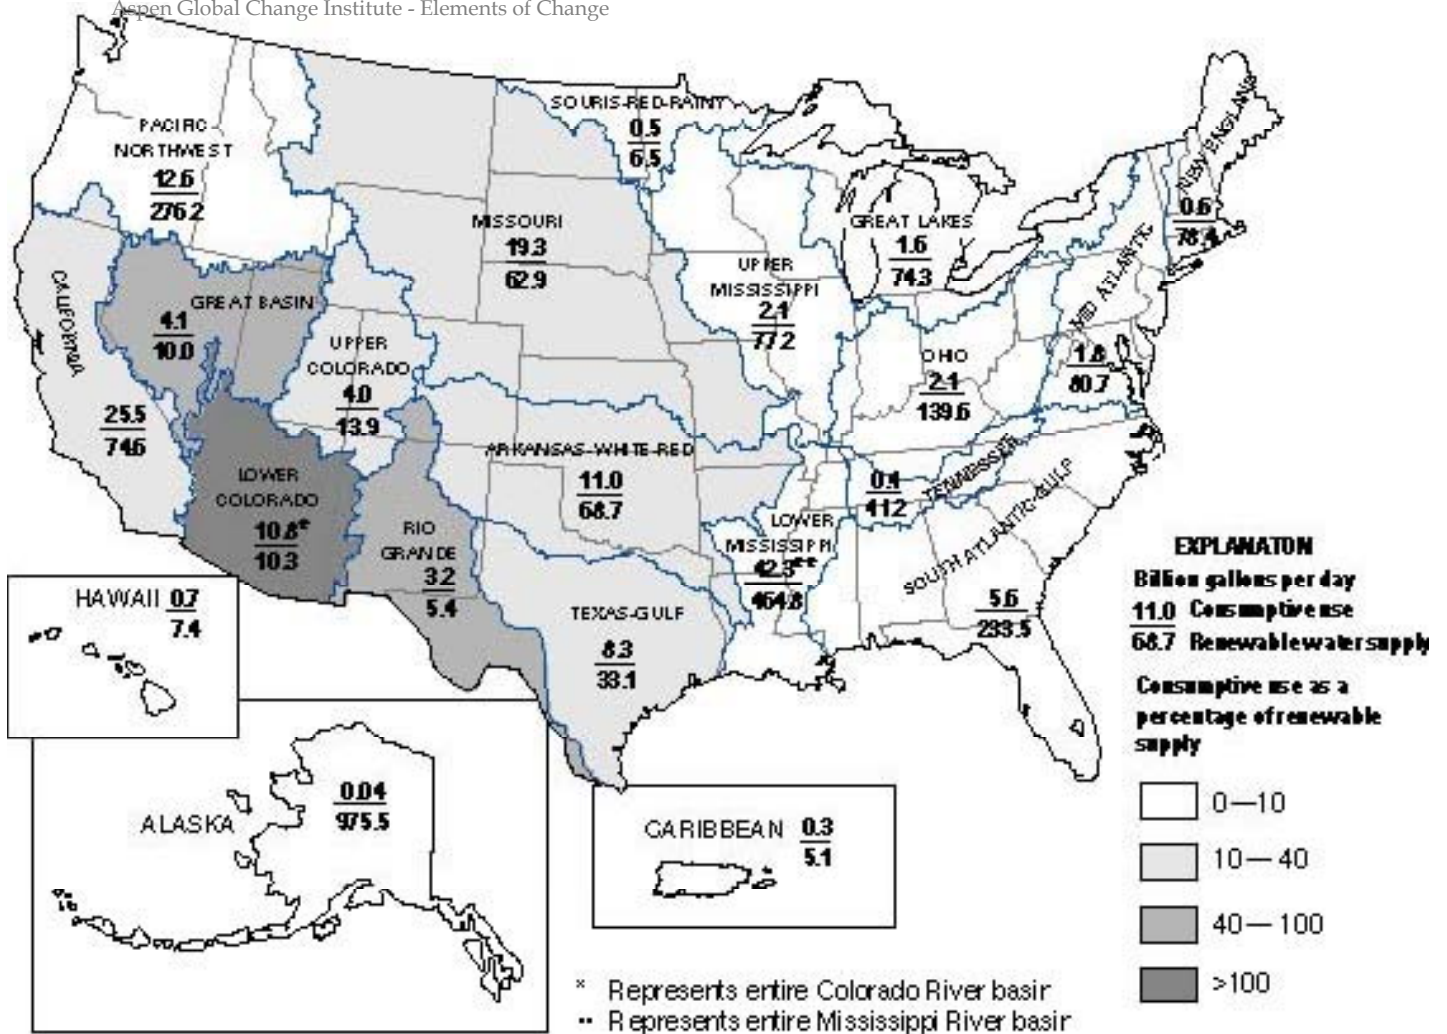 Aspen Global Change Institute - Elements of Change
SOURIS-RED-RAINY
0.5
6.5
PACIFIC
NORTHWEST
12.6
276.2
NEW ENGLAND
0.6
78.4
MISSOURI
19.3
62.9
GREAT LAKES
1.6
74.3
UPPER
MISSISSIPPI
2.1
77.2
MID ATLANTIC
1.8
80.7
CALIFORNIA
25.5
74.6
GREAT BASIN
4.1
10.0
UPPER
COLORADO
4.0
13.9
OHIO
2.1
139.6
ARKANSAS-WHITE-RED
11.0
68.7
TENNESSEE
0.4
41.2
LOWER
COLORADO
10.8*
10.3
RIO
GRANDE
3.2
5.4
LOWER
MISSISSIPPI
42.3**
464.8
SOUTH ATLANTIC-GULF
5.6
233.5
TEXAS-GULF
8.3
33.1
HAWAII 0.7
7.4
ALASKA
0.04
975.5
CARIBBEAN 0.3
5.1
EXPLANATON
Billion gallons per day
11.0 Consumptive use
68.7 Renewable water supply
Consumptive use as a
percentage of renewable
supply
0—10
10—40
40—100
>100
* Represents entire Colorado River basin
** Represents entire Mississippi River basin